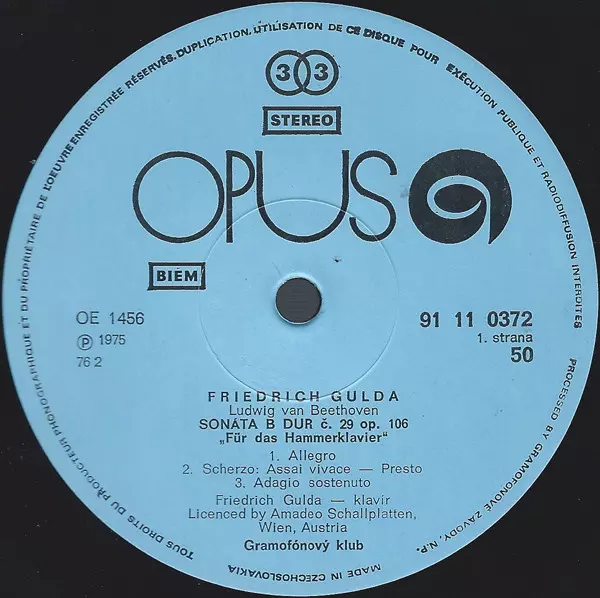 TOUS DROITS DU PRODUCTEUR PHONOGRAPHIQUE ET DU PROPRIÉTAIRE DE L'OEUVRE ENREGISTRÉE RÉSERVÉS. DUPLICATION, UTILISATION DE CE DISQUE POUR EXÉCUTION PUBLIQUE ET RADIODIFFUSION INTERDITES
PROCESSED BY GRAMOFONOVÉ ZÁVODY, N.P.
33
STEREO
OPUS
BIEM
OE 1456
91 11 0372
Ⓟ 1975
1. strana
76 2
50
FRIEDRICH GULDA
Ludwig van Beethoven
SONÁTA B DUR č. 29 op. 106
„Für das Hammerklavier“
1. Allegro
2. Scherzo: Assai vivace — Presto
3. Adagio sostenuto
Friedrich Gulda — klavír
Licenced by Amadeo Schallplatten,
Wien, Austria
Gramofónový klub
MADE IN CZECHOSLOVAKIA